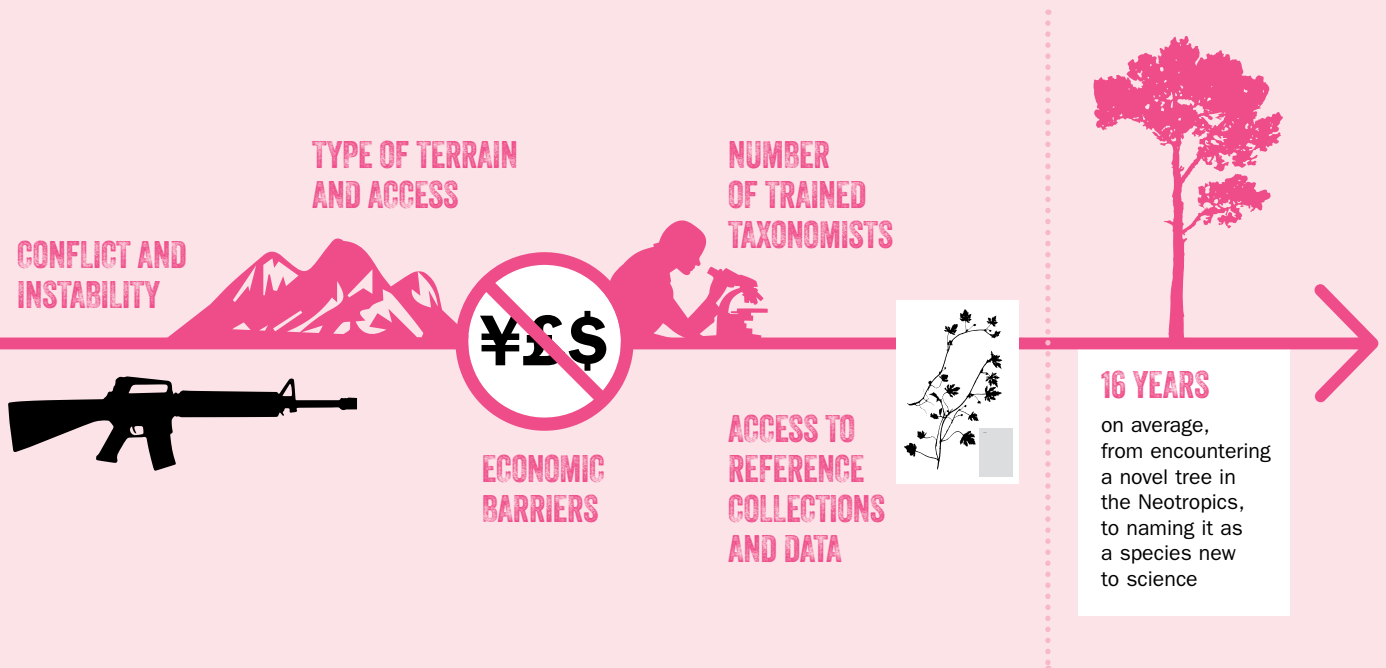 CONFLICT AND
INSTABILITY
TYPE OF TERRAIN
AND ACCESS
¥£$
ECONOMIC
BARRIERS
NUMBER
OF TRAINED
TAXONOMISTS
ACCESS TO
REFERENCE
COLLECTIONS
AND DATA
16 YEARS
on average,
from encountering
a novel tree in
the Neotropics,
to naming it as
a species new
to science